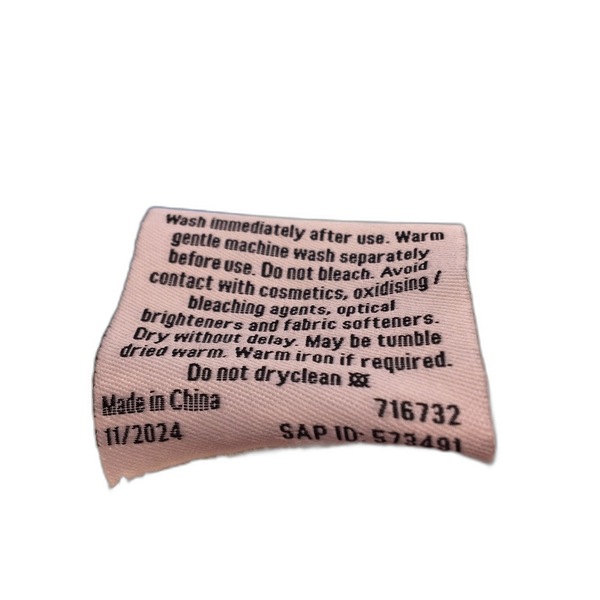 Wash immediately after use. Warm
gentle machine wash separately
before use. Do not bleach. Avoid
contact with cosmetics, oxidising /
bleaching agents, optical
brighteners and fabric softeners.
Dry without delay. May be tumble
dried warm. Warm iron if required.
Do not dryclean
Made in China 716732
11/2024 SAP ID: 573491